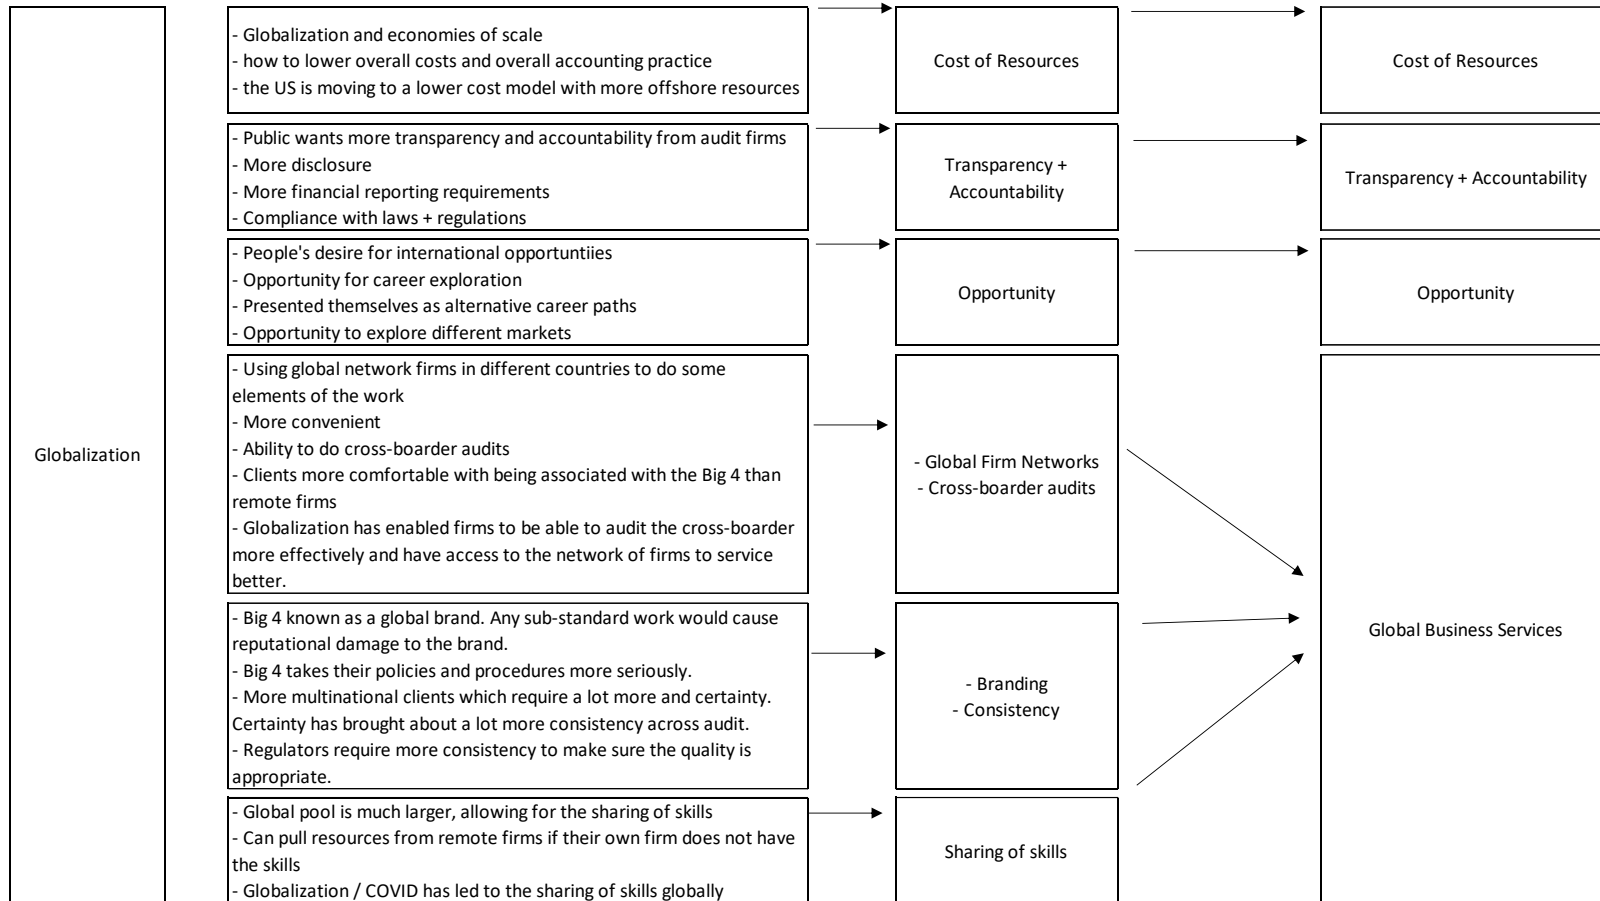 Globalization
- Globalization and economies of scale
- how to lower overall costs and overall accounting practice
- the US is moving to a lower cost model with more offshore resources
Cost of Resources
Cost of Resources
- Public wants more transparency and accountability from audit firms
- More disclosure
- More financial reporting requirements
- Compliance with laws + regulations
Transparency +
Accountability
Transparency + Accountability
- People's desire for international opportuntiies
- Opportunity for career exploration
- Presented themselves as alternative career paths
- Opportunity to explore different markets
Opportunity
Opportunity
- Using global network firms in different countries to do some
elements of the work
- More convenient
- Ability to do cross-boarder audits
- Clients more comfortable with being associated with the Big 4 than
remote firms
- Globalization has enabled firms to be able to audit the cross-boarder
more effectively and have access to the network of firms to service
better.
- Global Firm Networks
- Cross-boarder audits
- Big 4 known as a global brand. Any sub-standard work would cause
reputational damage to the brand.
- Big 4 takes their policies and procedures more seriously.
- More multinational clients which require a lot more and certainty.
Certainty has brought about a lot more consistency across audit.
- Regulators require more consistency to make sure the quality is
appropriate.
- Branding
- Consistency
- Global pool is much larger, allowing for the sharing of skills
- Can pull resources from remote firms if their own firm does not have
the skills
- Globalization / COVID has led to the sharing of skills globally
Sharing of skills
Global Business Services